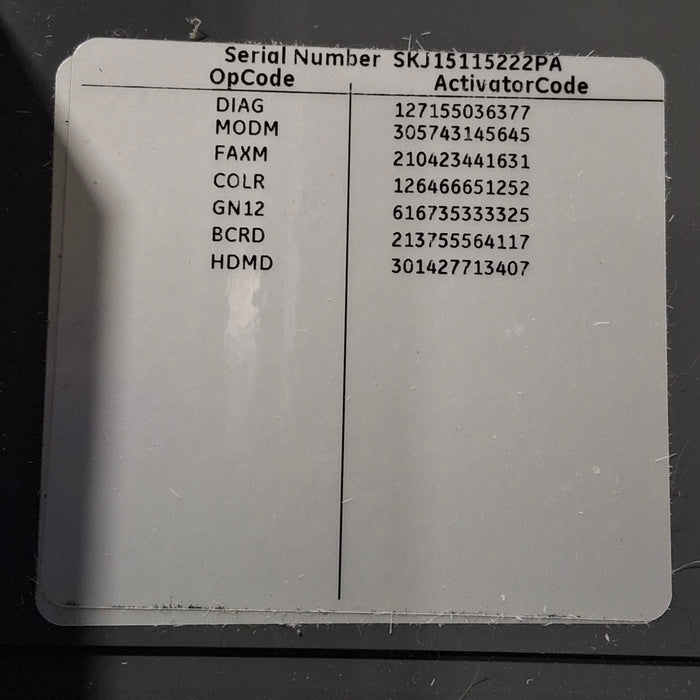 Serial Number SKJ15115222PA
OpCode ActivatorCode
DIAG 127155036377
MODM 305743145645
FAXM 210423441631
COLR 126466651252
GN12 616735333325
BCRD 213755564117
HDMD 301427713407